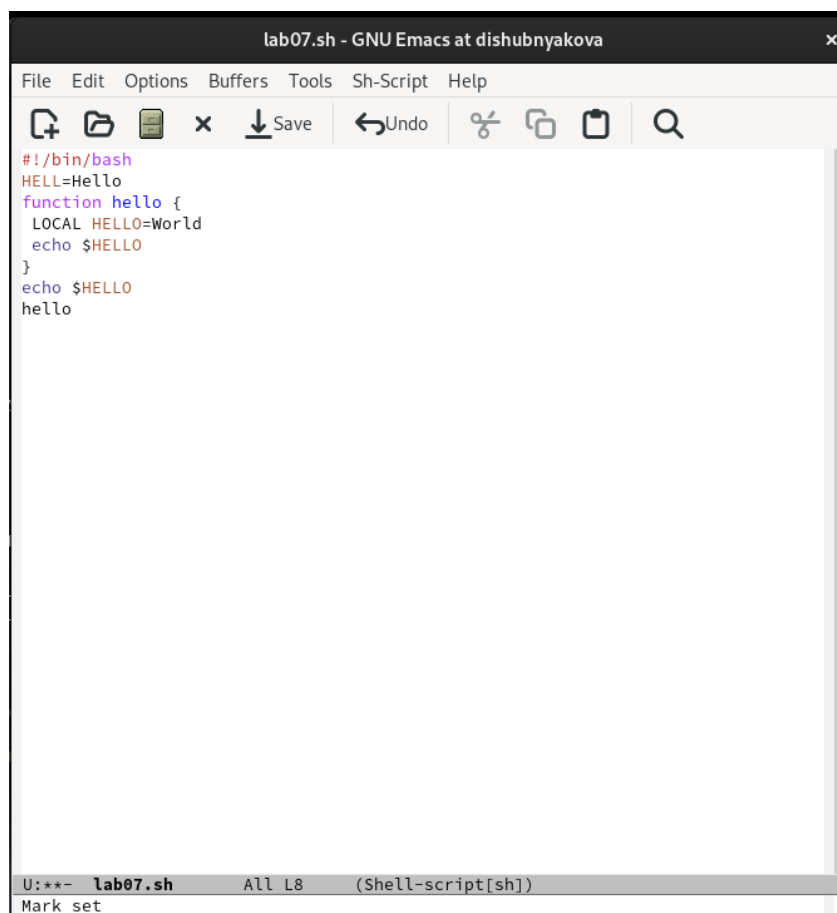 lab07.sh - GNU Emacs at dishubnyakova ×
File Edit Options Buffers Tools Sh-Script Help
Save Undo
#!/bin/bash
HELL=Hello
function hello {
 LOCAL HELLO=World
 echo $HELLO
}
echo $HELLO
hello
U:**- lab07.sh All L8 (Shell-script[sh])
Mark set